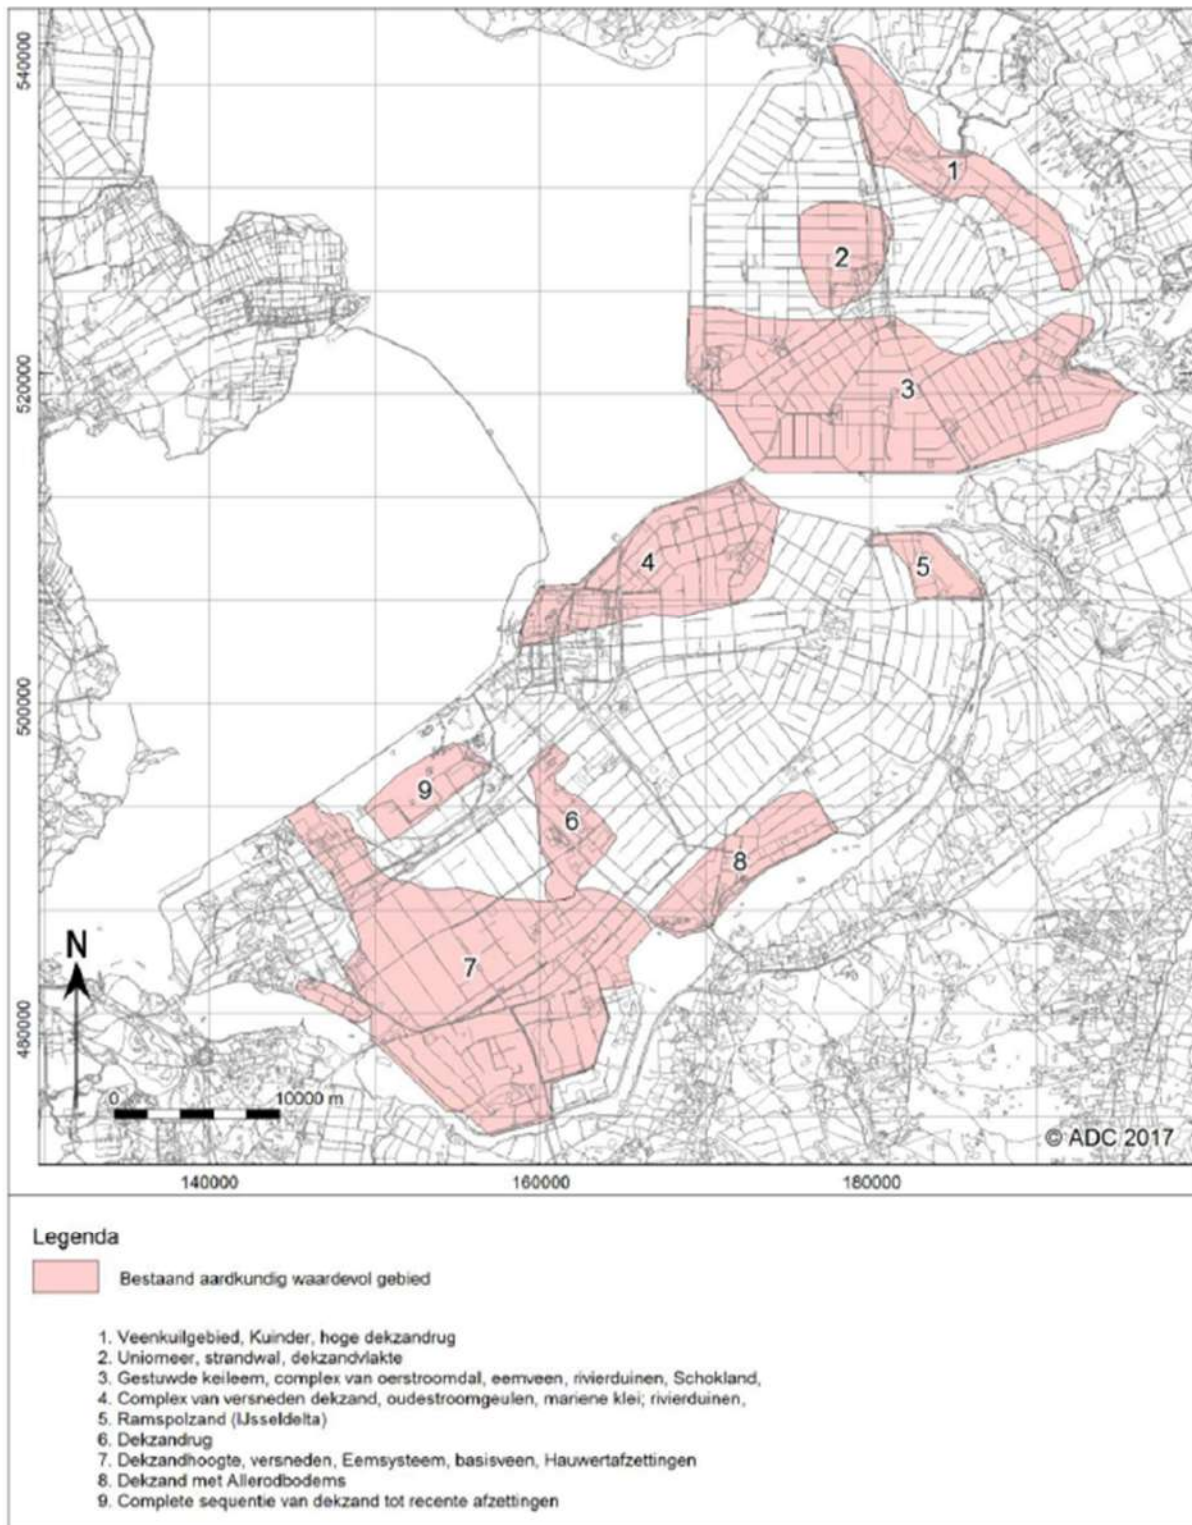 540000
1
2
520000
3
4
5
500000
9
6
8
N
7
480000
0 10000 m
© ADC 2017
140000 160000 180000
Legenda
Bestaand aardkundig waardevol gebied
1. Veenkuilgebied, Kuinder, hoge dekzandrug
2. Uniomeer, strandwal, dekzandvlakte
3. Gestuwde keileem, complex van oerstroomdal, eemveen, rivierduinen, Schokland,
4. Complex van versneden dekzand, oudestroomgeulen, mariene klei; rivierduinen,
5. Ramspolzand (IJsseldelta)
6. Dekzandrug
7. Dekzandhoogte, versneden, Eemsysteem, basisveen, Hauwertafzettingen
8. Dekzand met Allerodbodems
9. Complete sequentie van dekzand tot recente afzettingen